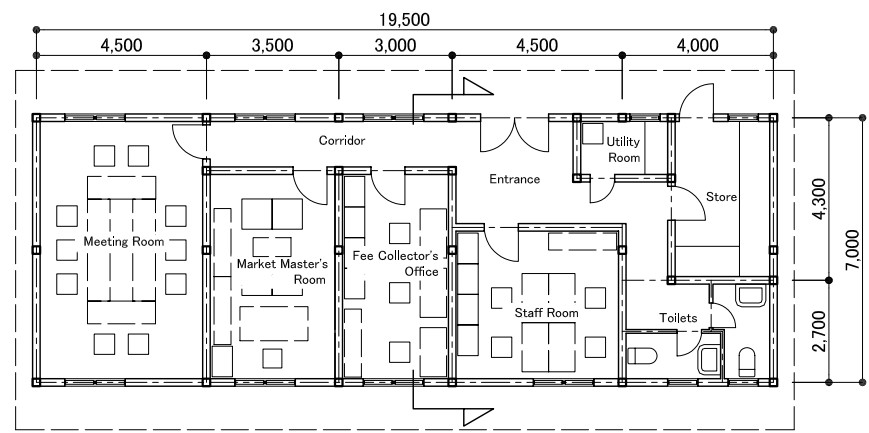 19,500
4,500
3,500
3,000
4,500
4,000
Corridor
Utility
Room
Entrance
Store
4,300
7,000
Meeting Room
Fee Collector's
Office
Market Master's
Room
Staff Room
Toilets
2,700